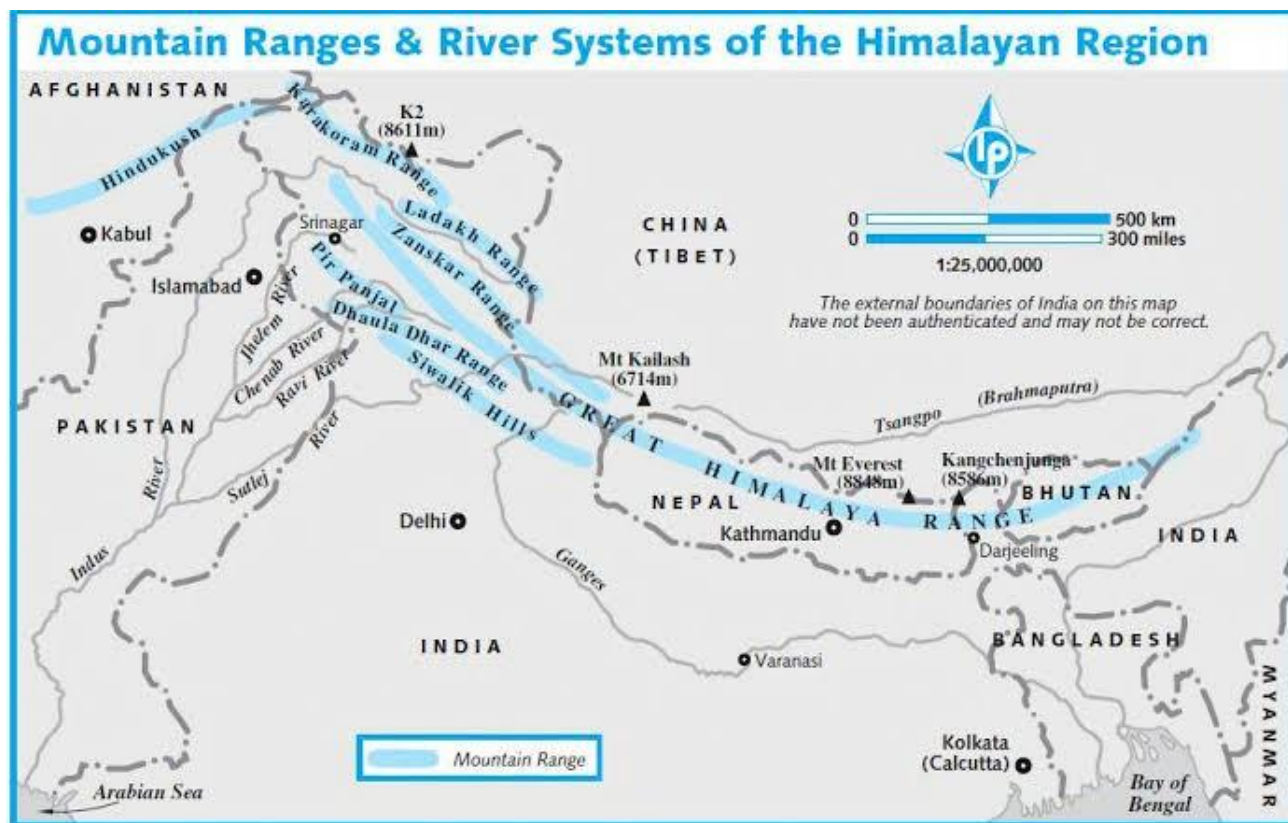 Mountain Ranges & River Systems of the Himalayan Region
AFGHANISTAN
Hindukush
Karakoram Range
K2
(8611m)
Kabul
Srinagar
Ladakh Range
Zanskar Range
CHINA
(TIBET)
lp
0 500 km
0 300 miles
1:25,000,000
The external boundaries of India on this map
have not been authenticated and may not be correct.
Islamabad
Pir Panjal
Jhelem River
Dhaula Dhar Range
Chenab River
Ravi River
Siwalik Hills
Mt Kailash
(6714m)
Tsangpo (Brahmaputra)
PAKISTAN
GREAT HIMALAYA RANGE
Sutlej River
Indus River
Mt Everest
(8848m)
Kangchenjunga
(8586m)
NEPAL
BHUTAN
Delhi
Kathmandu
Darjeeling
INDIA
Ganges
INDIA
BANGLADESH
Varanasi
MYANMAR
Mountain Range
Kolkata
(Calcutta)
Arabian Sea
Bay of
Bengal